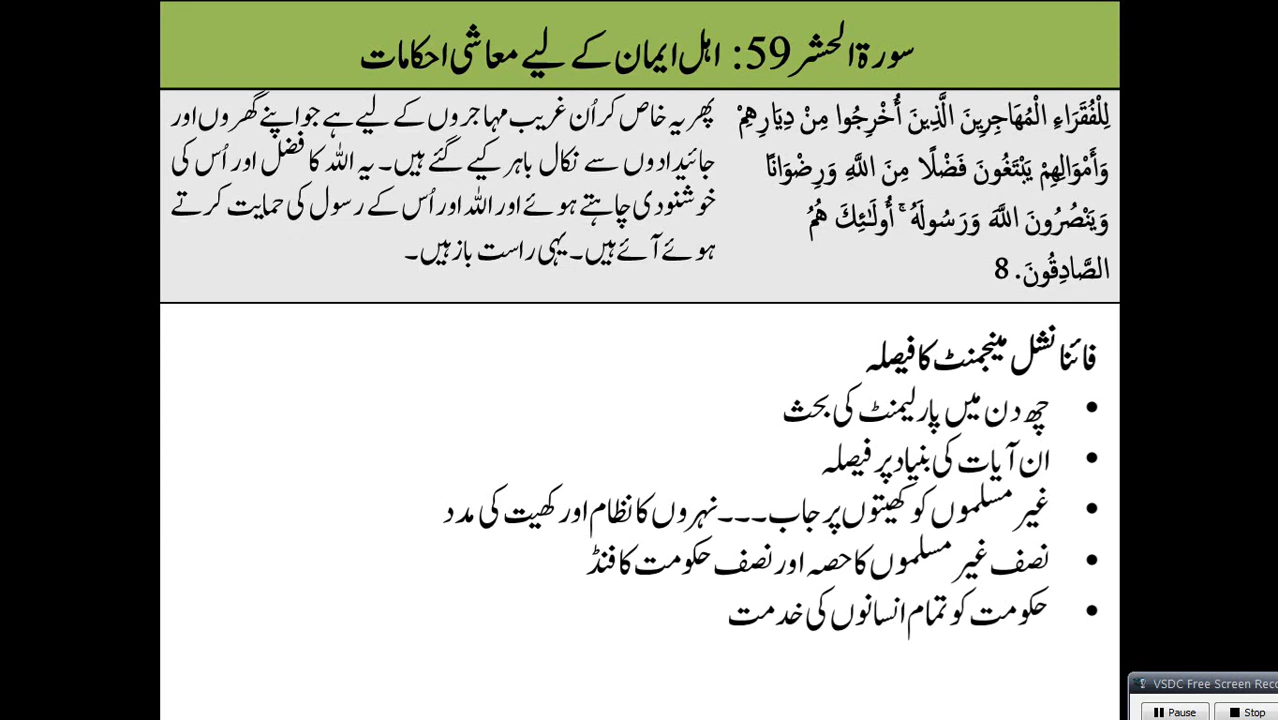 سورۃ الحشر 59: اہل ایمان کے لیے معاشی احکامات
لِلْفُقَرَاءِ الْمُهَاجِرِينَ الَّذِينَ أُخْرِجُوا مِنْ دِيَارِهِمْ
وَأَمْوَالِهِمْ يَبْتَغُونَ فَضْلًا مِنَ اللَّهِ وَرِضْوَانًا
وَيَنْصُرُونَ اللَّهَ وَرَسُولَهُ ۚ أُولَٰئِكَ هُمُ
الصَّادِقُونَ. 8
پھر یہ خاص کر اُن غریب مہاجروں کے لیے ہے جو اپنے گھروں اور
جائیدادوں سے نکال باہر کیے گئے ہیں۔ یہ اللہ کا فضل اور اُس کی
خوشنودی چاہتے ہوئے اور اللہ اور اُس کے رسول کی حمایت کرتے
ہوئے آئے ہیں۔ یہی راست باز ہیں۔
فائنانشل مینجمنٹ کا فیصلہ
• چھ دن میں پارلیمنٹ کی بحث
• ان آیات کی بنیاد پر فیصلہ
• غیر مسلموں کو کھیتوں پر جاب۔۔۔ نہروں کا نظام اور کھیت کی مدد
• نصف غیر مسلموں کا حصہ اور نصف حکومت کا فنڈ
• حکومت کو تمام انسانوں کی خدمت
VSDC Free Screen Reco
Pause
Stop